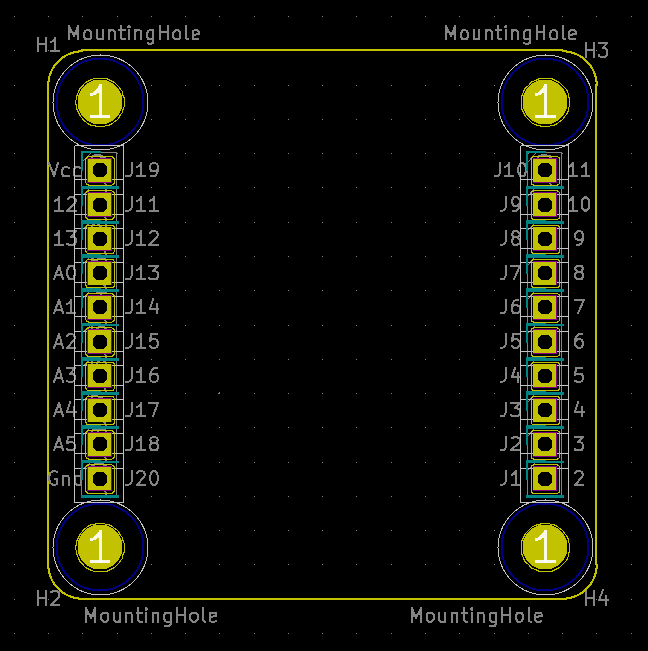 MountingHole MountingHole
H1 H3
1 1
Vcc J19 J10 11
12 J11 J9 10
13 J12 J8 9
A0 J13 J7 8
A1 J14 J6 7
A2 J15 J5 6
A3 J16 J4 5
A4 J17 J3 4
A5 J18 J2 3
Gnd J20 J1 2
1 1
H2 H4
MountingHole MountingHole